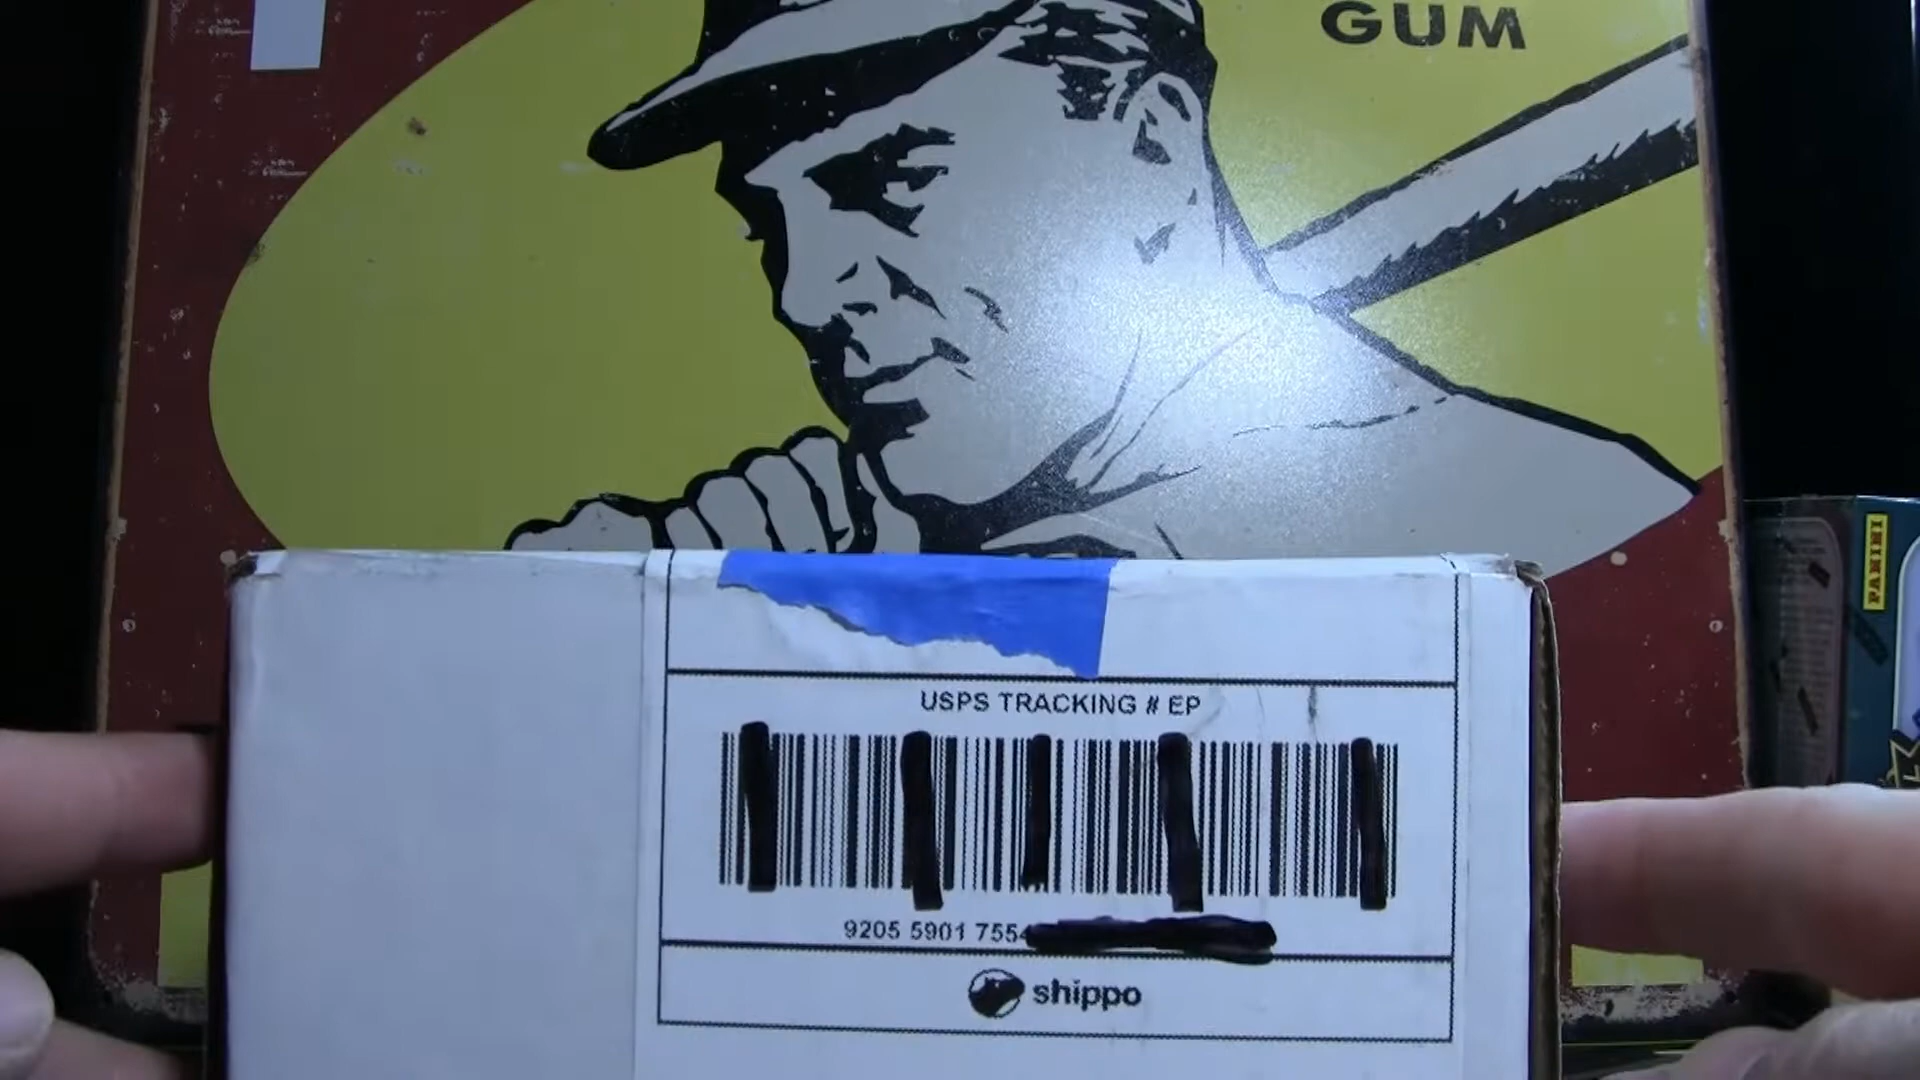 GUM
PANINI
USPS TRACKING # EP
9205 5901 7554
shippo